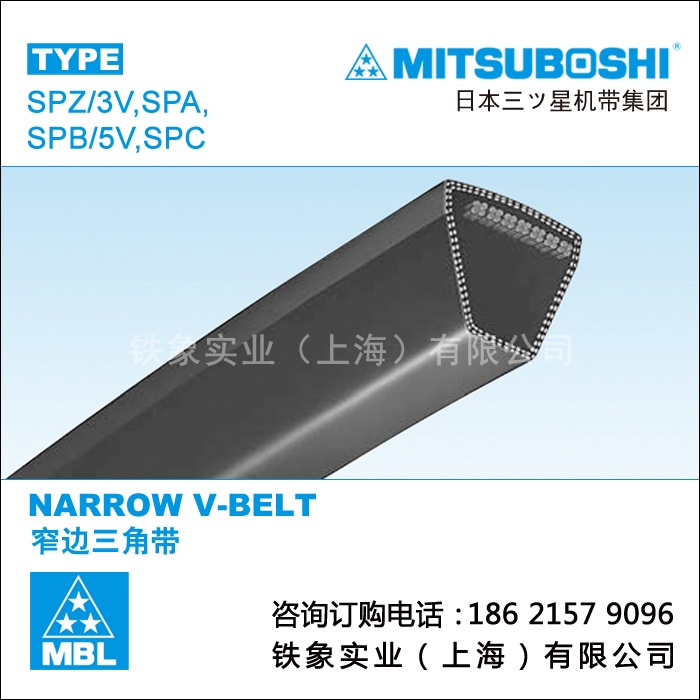 TYPE
SPZ/3V,SPA,
SPB/5V,SPC
MITSUBOSHI®
日本三ツ星机带集团
铁象实业（上海）有限公司
NARROW V-BELT
窄边三角带
MBL
咨询订购电话：186 2157 9096
铁象实业（上海）有限公司